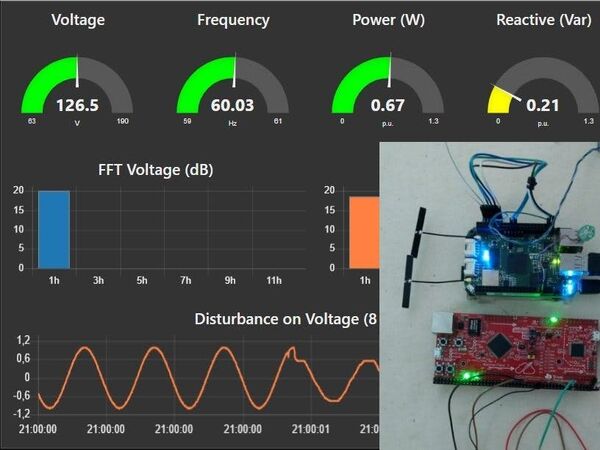 Voltage Frequency Power (W) Reactive (Var)
126.5 60.03 0.67 0.21
63 V 190 59 Hz 61 0 p.u. 1.3 0 p.u. 1.3
FFT Voltage (dB)
20
15
10
5
0
1h 3h 5h 7h 9h 11h
20
15
10
5
0
1h
Disturbance on Voltage (8
1,2
0,6
0
-0,6
-1,2
21:00:00 21:00:00 21:00:00 21:00:01 21:00:01 21